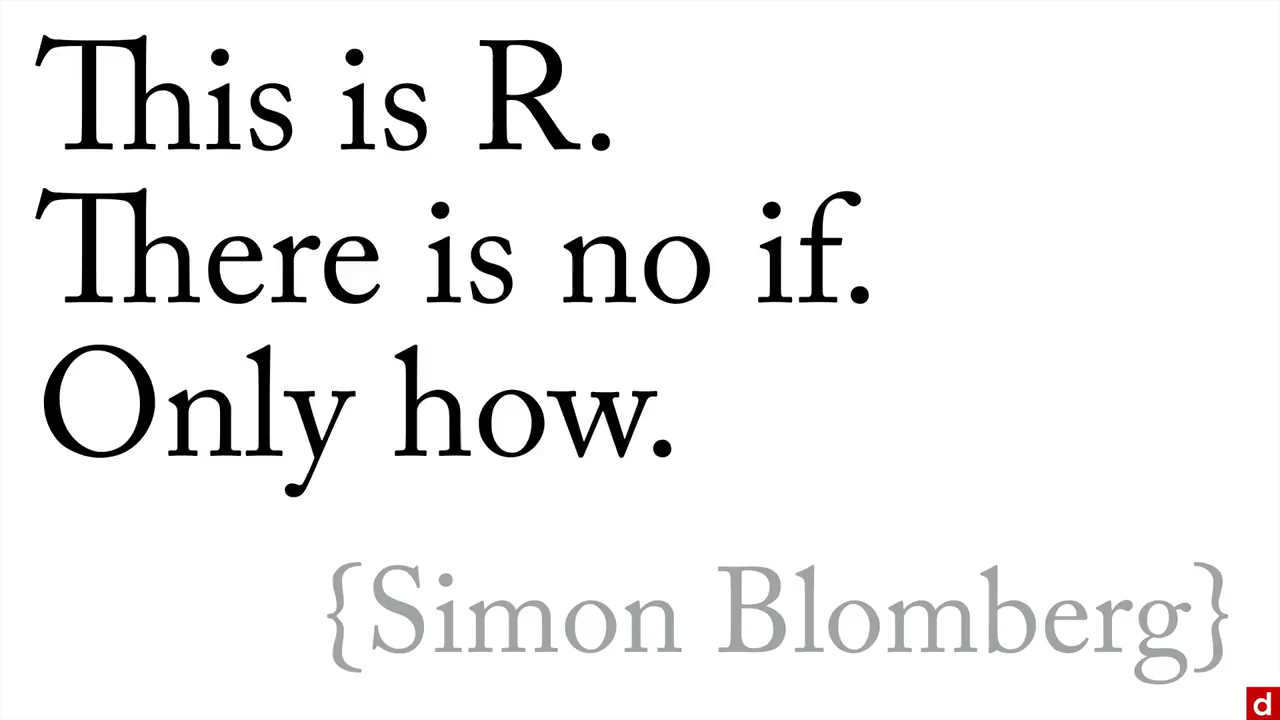 This is R.
There is no if.
Only how.
{Simon Blomberg}
d